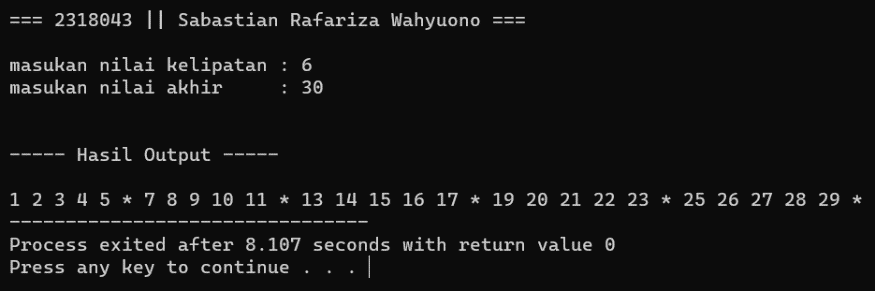 === 2318043 || Sabastian Rafariza Wahyuono ===
masukan nilai kelipatan : 6
masukan nilai akhir     : 30
----- Hasil Output -----
1 2 3 4 5 * 7 8 9 10 11 * 13 14 15 16 17 * 19 20 21 22 23 * 25 26 27 28 29 *
--------------------------------
Process exited after 8.107 seconds with return value 0
Press any key to continue . . .